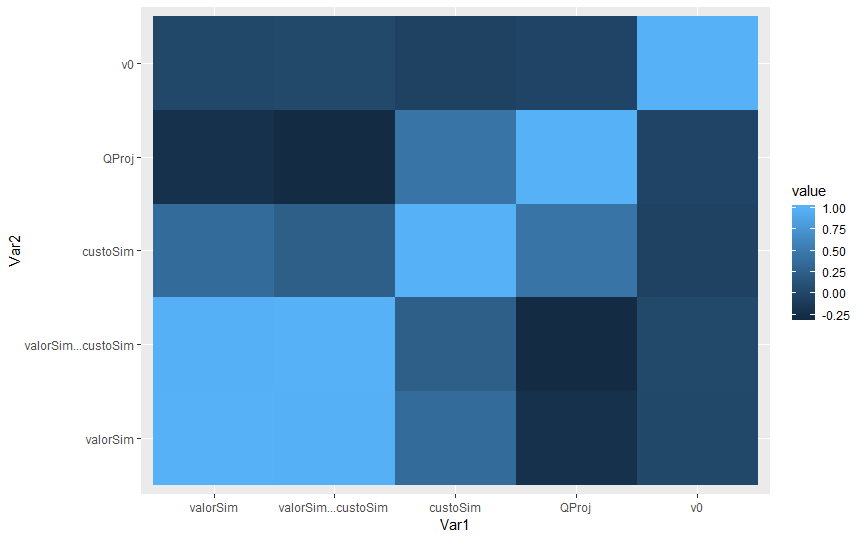 v0
QProj
custoSim
valorSim...custoSim
valorSim
Var2
valorSim valorSim...custoSim custoSim QProj v0
Var1
value
1.00
0.75
0.50
0.25
0.00
-0.25